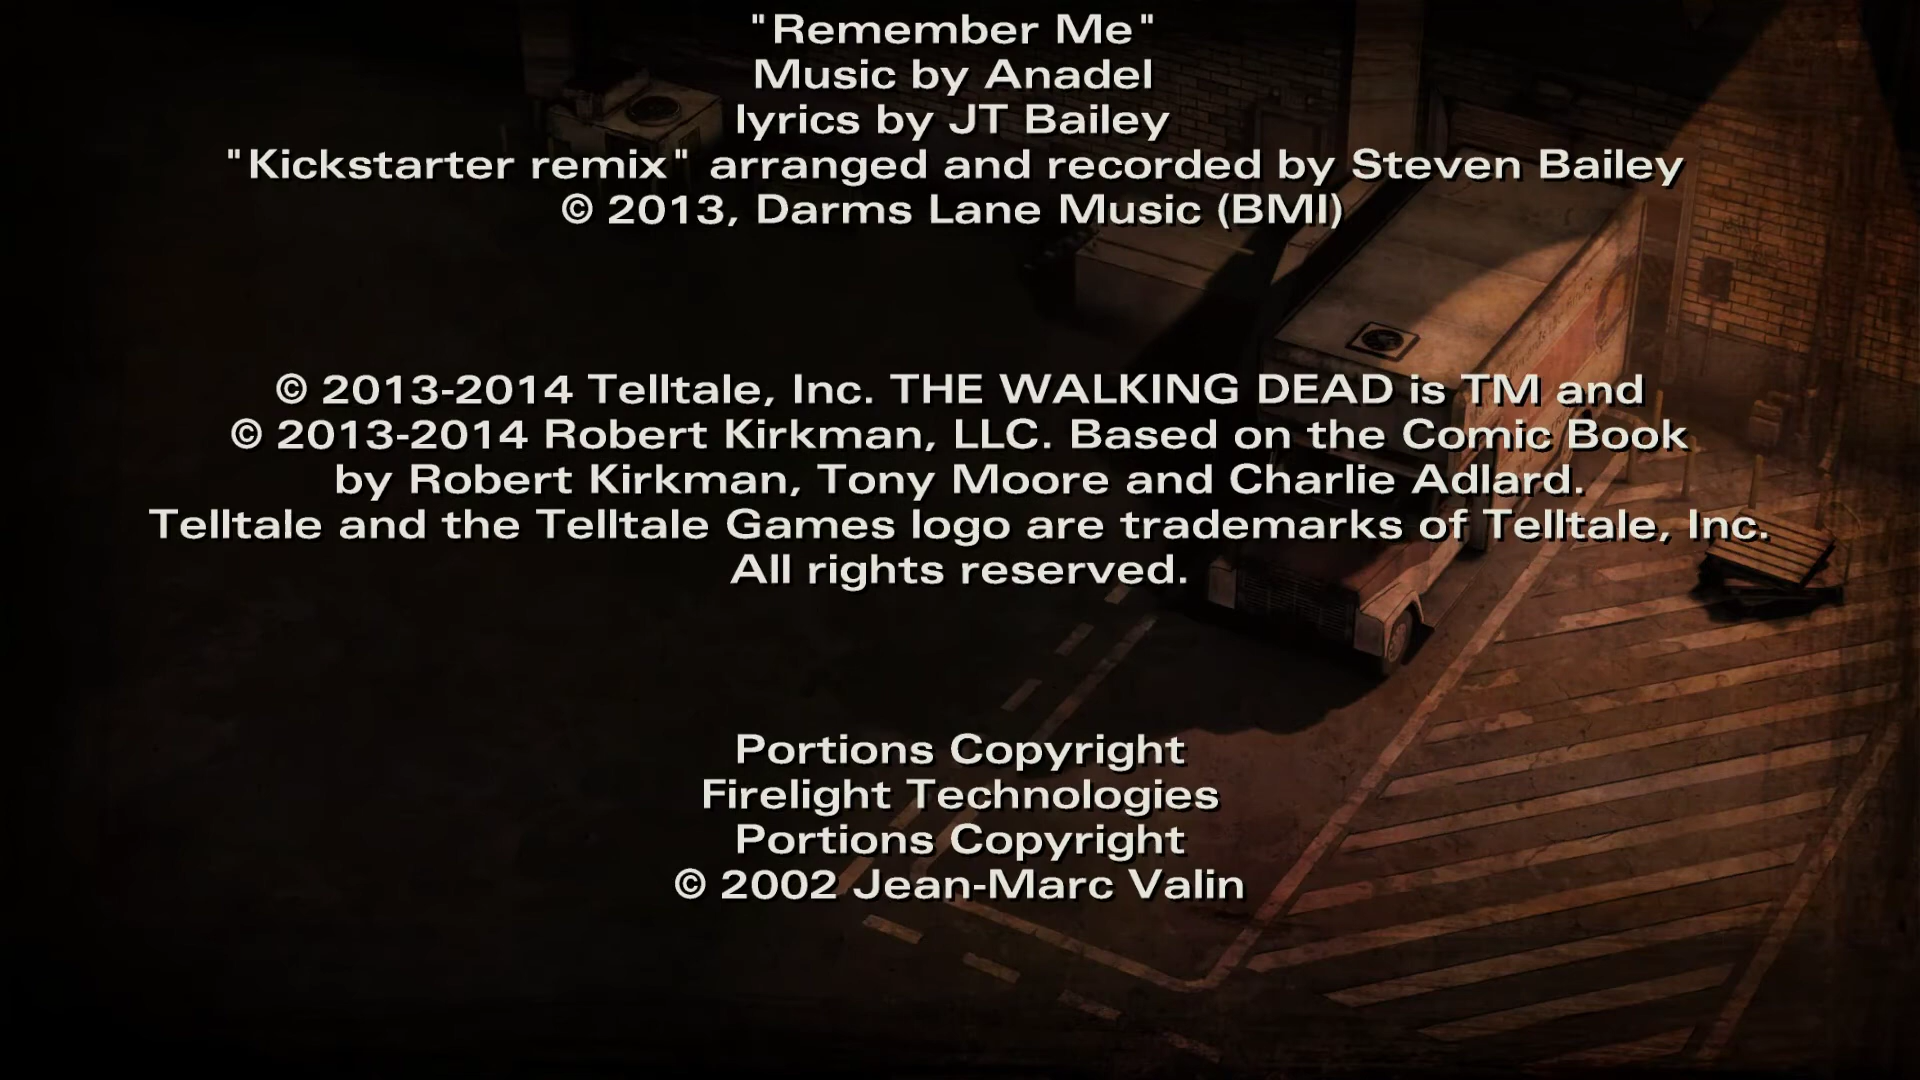 "Remember Me"
Music by Anadel
lyrics by JT Bailey
"Kickstarter remix" arranged and recorded by Steven Bailey
© 2013, Darms Lane Music (BMI)
© 2013-2014 Telltale, Inc. THE WALKING DEAD is TM and
© 2013-2014 Robert Kirkman, LLC. Based on the Comic Book
by Robert Kirkman, Tony Moore and Charlie Adlard.
Telltale and the Telltale Games logo are trademarks of Telltale, Inc.
All rights reserved.
Portions Copyright
Firelight Technologies
Portions Copyright
© 2002 Jean-Marc Valin